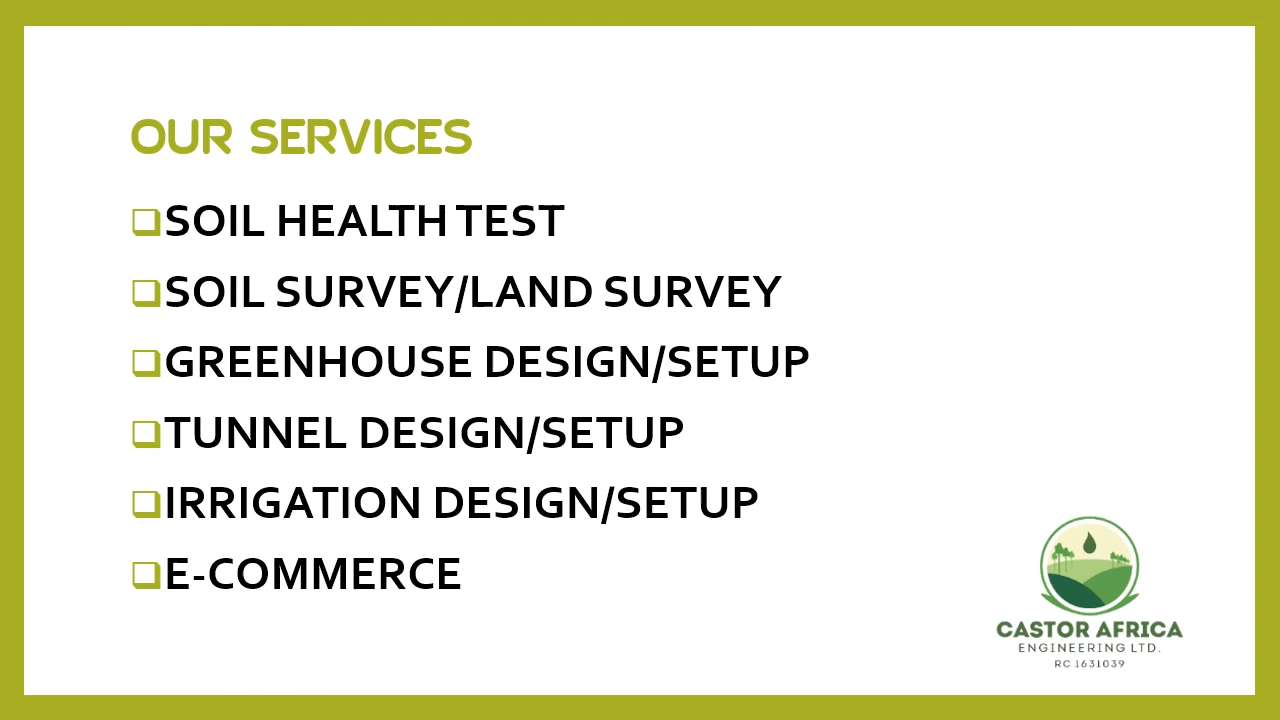 OUR SERVICES
SOIL HEALTH TEST
SOIL SURVEY/LAND SURVEY
GREENHOUSE DESIGN/SETUP
TUNNEL DESIGN/SETUP
IRRIGATION DESIGN/SETUP
E-COMMERCE
CASTOR AFRICA
ENGINEERING LTD.
RC 1631039